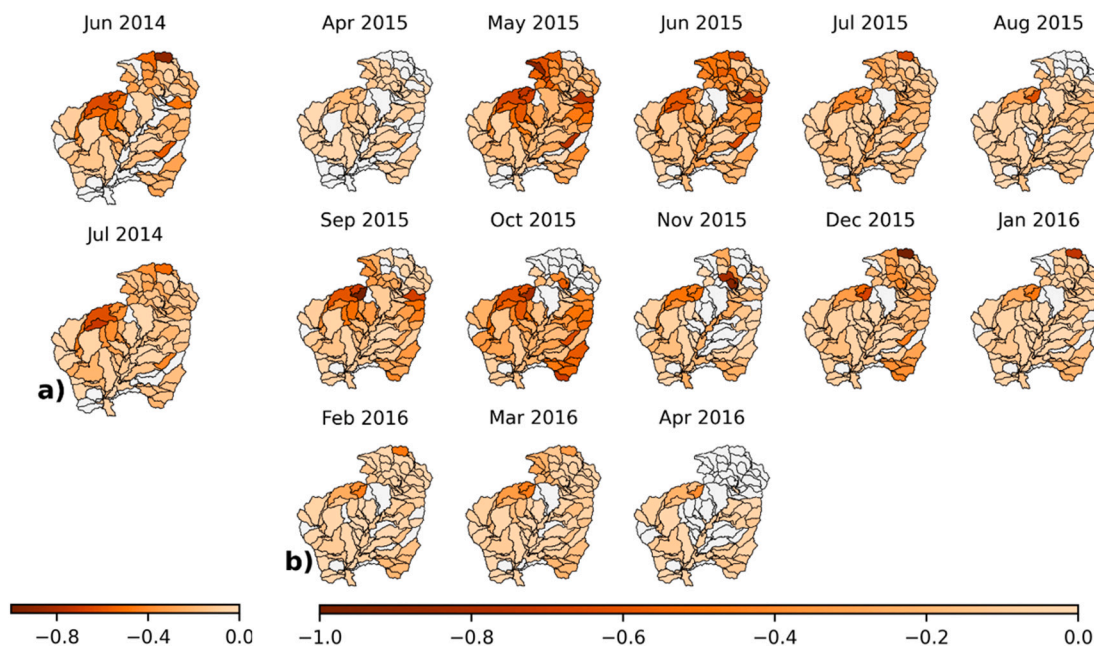 Jun 2014
Apr 2015
May 2015
Jun 2015
Jul 2015
Aug 2015
Jul 2014
Sep 2015
Oct 2015
Nov 2015
Dec 2015
Jan 2016
a)
Feb 2016
Mar 2016
Apr 2016
b)
−0.8 −0.4 0.0
−1.0 −0.8 −0.6 −0.4 −0.2 0.0